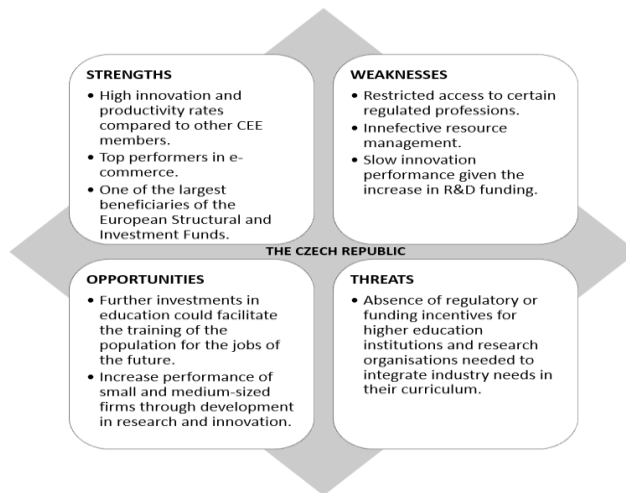 STRENGTHS
• High innovation and
productivity rates
compared to other CEE
members.
• Top performers in e-
commerce.
• One of the largest
beneficiaries of the
European Structural and
Investment Funds.
WEAKNESSES
• Restricted access to certain
regulated professions.
• Innefective resource
management.
• Slow innovation
performance given the
increase in R&D funding.
THE CZECH REPUBLIC
OPPORTUNITIES
• Further investments in
education could facilitate
the training of the
population for the jobs of
the future.
• Increase performance of
small and medium-sized
firms through development
in research and innovation.
THREATS
• Absence of regulatory or
funding incentives for
higher education
institutions and research
organisations needed to
integrate industry needs in
their curriculum.